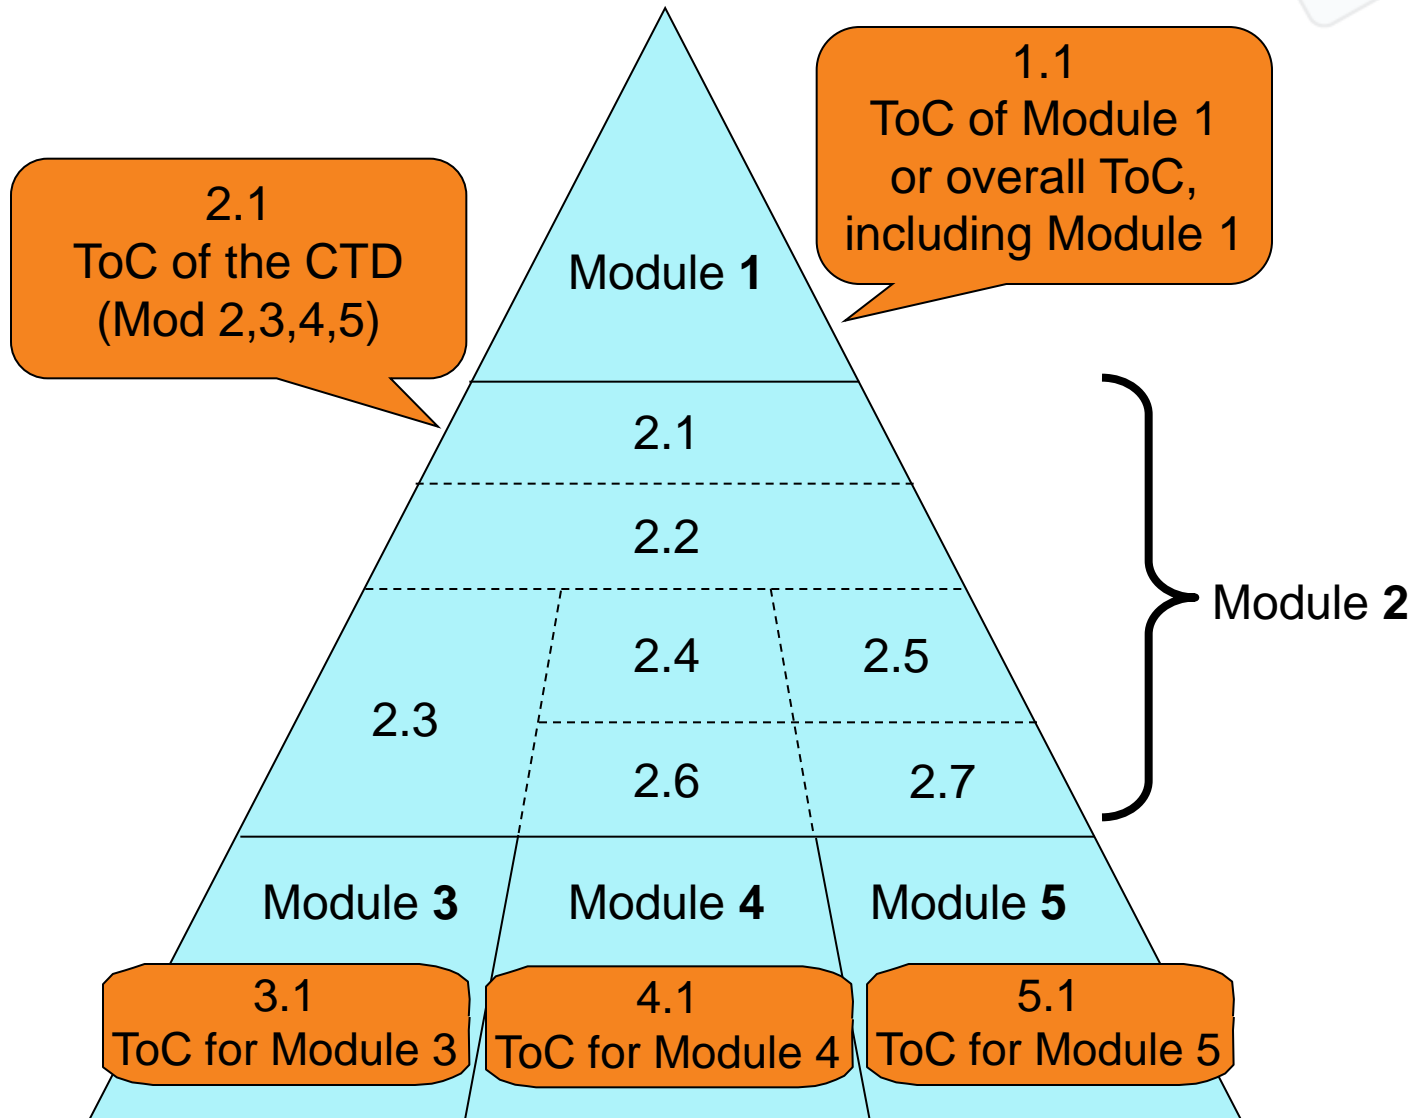 1.1
ToC of Module 1
or overall ToC,
including Module 1
2.1
ToC of the CTD
(Mod 2,3,4,5)
Module 1
2.1
2.2
2.3
2.4
2.5
2.6
2.7
Module 2
Module 3
Module 4
Module 5
3.1
ToC for Module 3
4.1
ToC for Module 4
5.1
ToC for Module 5